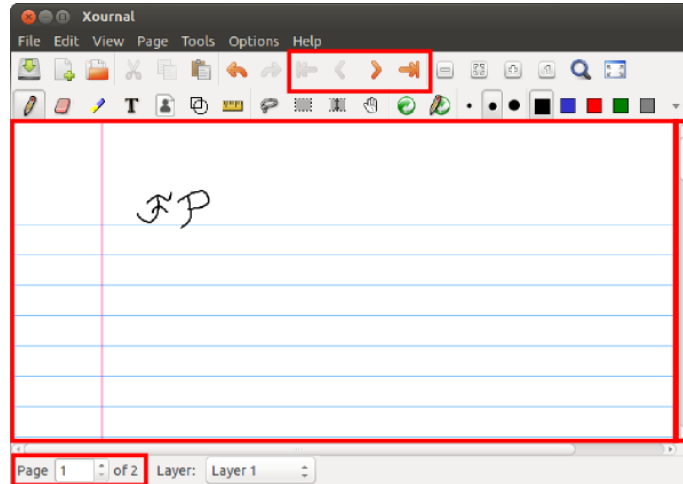 Xournal
File Edit View Page Tools Options Help
T
FP
Page 1 of 2 Layer: Layer 1